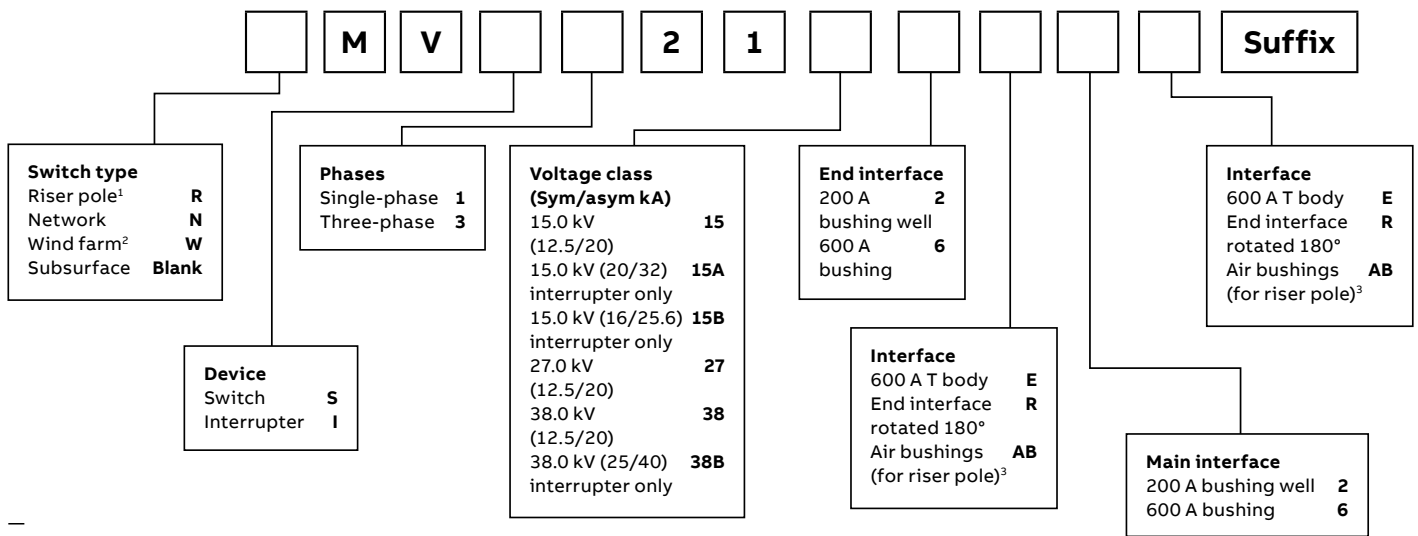 M V 2 1 Suffix
Switch type
Riser pole¹ R
Network N
Wind farm² W
Subsurface Blank
Device
Switch S
Interrupter I
Phases
Single-phase 1
Three-phase 3
Voltage class
(Sym/asym kA)
15.0 kV 15
(12.5/20)
15.0 kV (20/32) 15A
interrupter only
15.0 kV (16/25.6) 15B
interrupter only
27.0 kV 27
(12.5/20)
38.0 kV 38
(12.5/20)
38.0 kV (25/40) 38B
interrupter only
End interface
200 A 2
bushing well
600 A 6
bushing
Interface
600 A T body E
End interface R
rotated 180°
Air bushings AB
(for riser pole)³
Main interface
200 A bushing well 2
600 A bushing 6
Interface
600 A T body E
End interface R
rotated 180°
Air bushings AB
(for riser pole)³
—